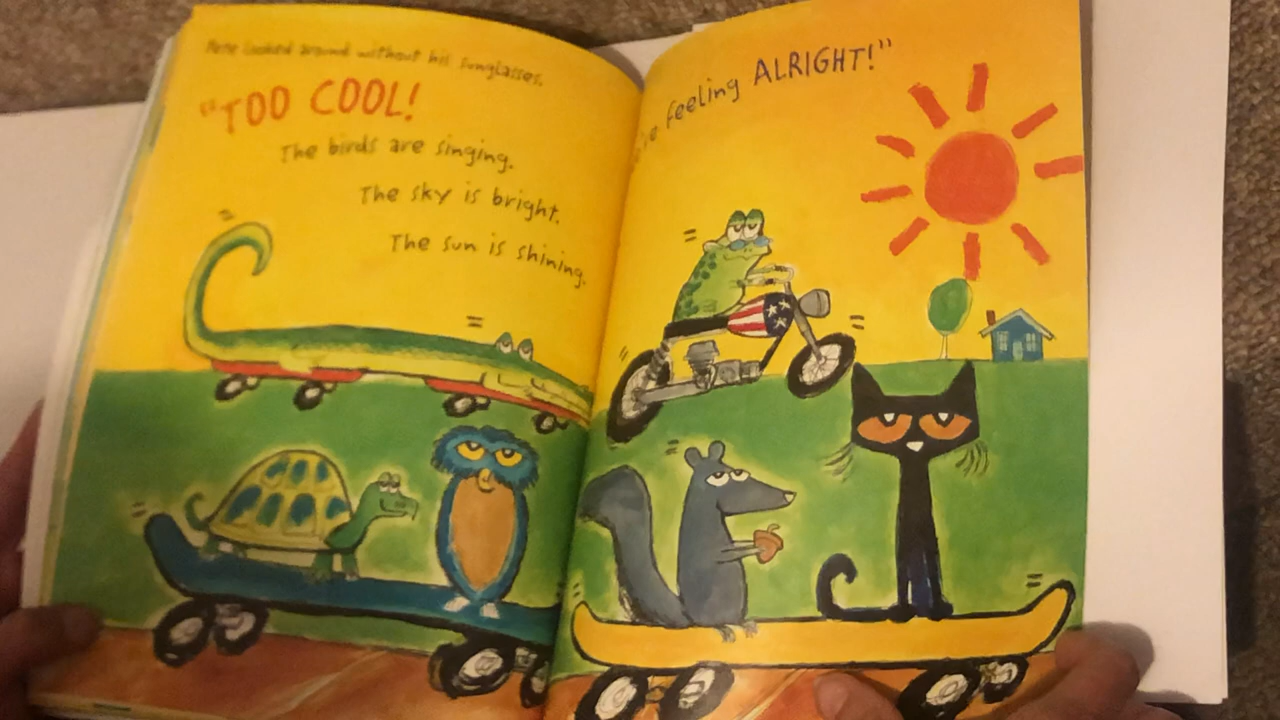 Pete looked around without his sunglasses.
"TOO COOL!
The birds are singing.
The sky is bright.
The sun is shining.
feeling ALRIGHT!"